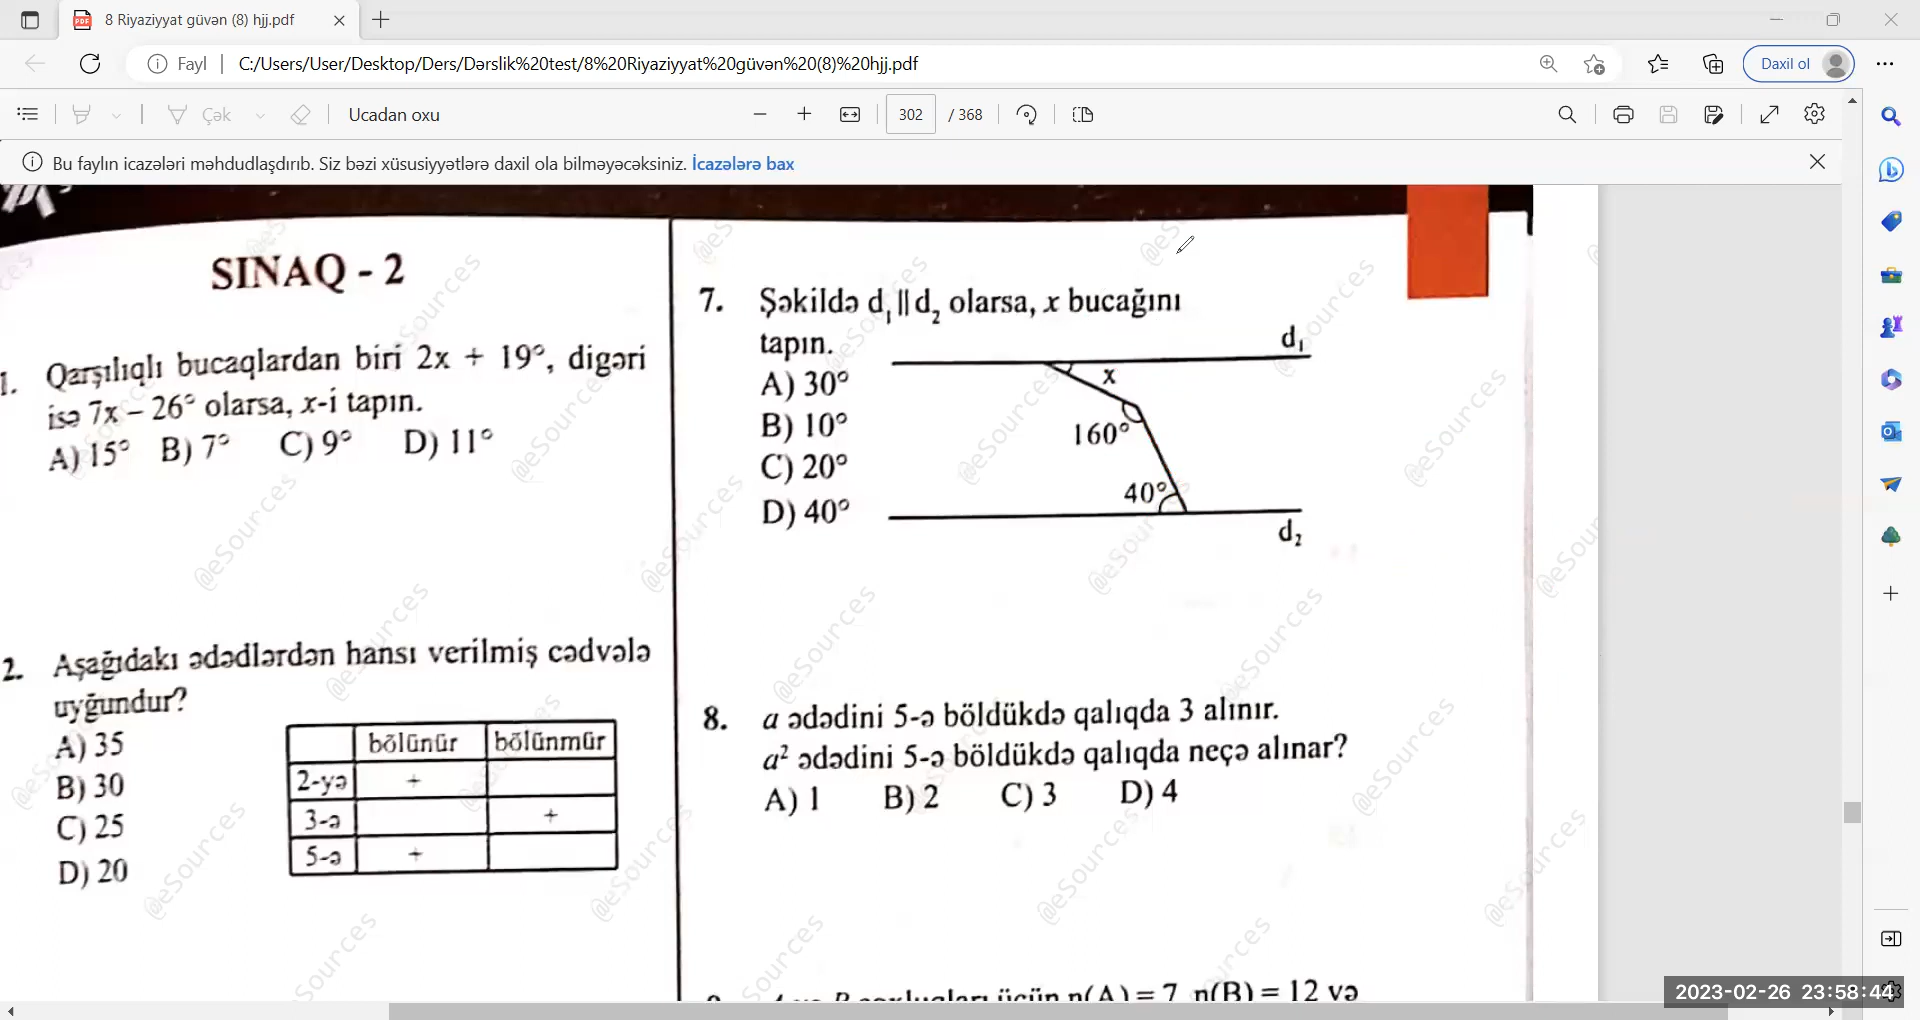 8 Riyaziyyat güvən (8) hjj.pdf
Fayl
C:/Users/User/Desktop/Ders/Dərslik%20test/8%20Riyaziyyat%20güvən%20(8)%20hjj.pdf
Daxil ol
Çək
Ucadan oxu
302 / 368
Bu faylın icazələri məhdudlaşdırıb. Siz bəzi xüsusiyyətlərə daxil ola bilməyəcəksiniz. İcazələrə bax
SINAQ - 2
1. Qarşılıqlı bucaqlardan biri 2x + 19°, digəri
isə 7x – 26° olarsa, x-i tapın.
A) 15° B) 7° C) 9° D) 11°
2. Aşağıdakı ədədlərdən hansı verilmiş cədvələ
uyğundur?
A) 35
B) 30
C) 25
D) 20
bölünür bölünmür
2-yə +
3-ə +
5-ə +
7. Şəkildə d₁ || d₂ olarsa, x bucağını
tapın.
A) 30°
B) 10°
C) 20°
D) 40°
d₁
x
160°
40°
d₂
8. a ədədini 5-ə böldükdə qalıqda 3 alınır.
a² ədədini 5-ə böldükdə qalıqda neçə alınar?
A) 1 B) 2 C) 3 D) 4
n(A) = 7, n(B) = 12 və
@eSources
2023-02-26 23:58:44